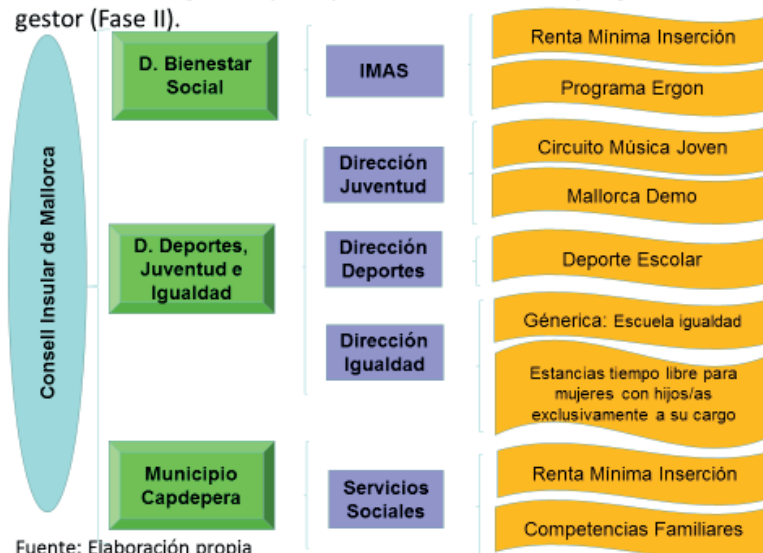 gestor (Fase II).
Consell Insular de Mallorca
D. Bienestar
Social
IMAS
Renta Mínima Inserción
Programa Ergon
D. Deportes,
Juventud e
Igualdad
Dirección
Juventud
Circuito Música Joven
Mallorca Demo
Dirección
Deportes
Deporte Escolar
Dirección
Igualdad
Génerica: Escuela igualdad
Estancias tiempo libre para
mujeres con hijos/as
exclusivamente a su cargo
Municipio
Capdepera
Servicios
Sociales
Renta Mínima Inserción
Competencias Familiares
Fuente: Elaboración propia